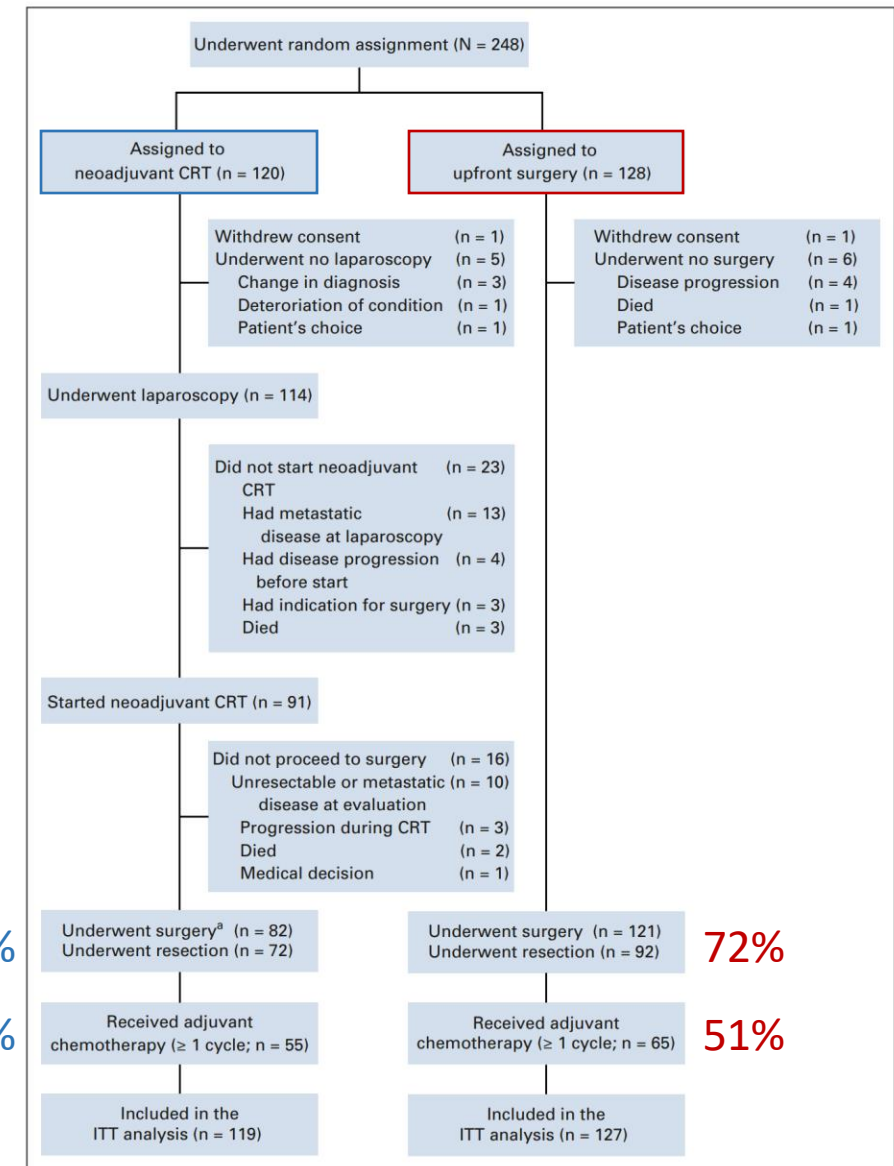 Underwent random assignment (N = 248)
Assigned to
neoadjuvant CRT (n = 120)
Assigned to
upfront surgery (n = 128)
Withdrew consent (n = 1)
Underwent no laparoscopy (n = 5)
Change in diagnosis (n = 3)
Deteroriation of condition (n = 1)
Patient's choice (n = 1)
Withdrew consent (n = 1)
Underwent no surgery (n = 6)
Disease progression (n = 4)
Died (n = 1)
Patient's choice (n = 1)
Underwent laparoscopy (n = 114)
Did not start neoadjuvant (n = 23)
CRT
Had metastatic (n = 13)
disease at laparoscopy
Had disease progression (n = 4)
before start
Had indication for surgery (n = 3)
Died (n = 3)
Started neoadjuvant CRT (n = 91)
Did not proceed to surgery (n = 16)
Unresectable or metastatic (n = 10)
disease at evaluation
Progression during CRT (n = 3)
Died (n = 2)
Medical decision (n = 1)
%
Underwent surgeryª (n = 82)
Underwent resection (n = 72)
Underwent surgery (n = 121)
Underwent resection (n = 92)
72%
%
Received adjuvant
chemotherapy (≥ 1 cycle; n = 55)
Received adjuvant
chemotherapy (≥ 1 cycle; n = 65)
51%
Included in the
ITT analysis (n = 119)
Included in the
ITT analysis (n = 127)